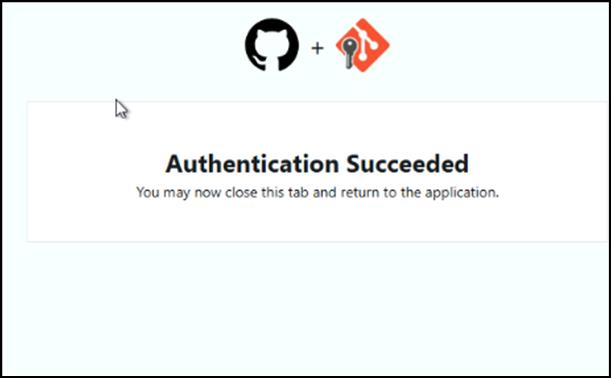 +
Authentication Succeeded
You may now close this tab and return to the application.